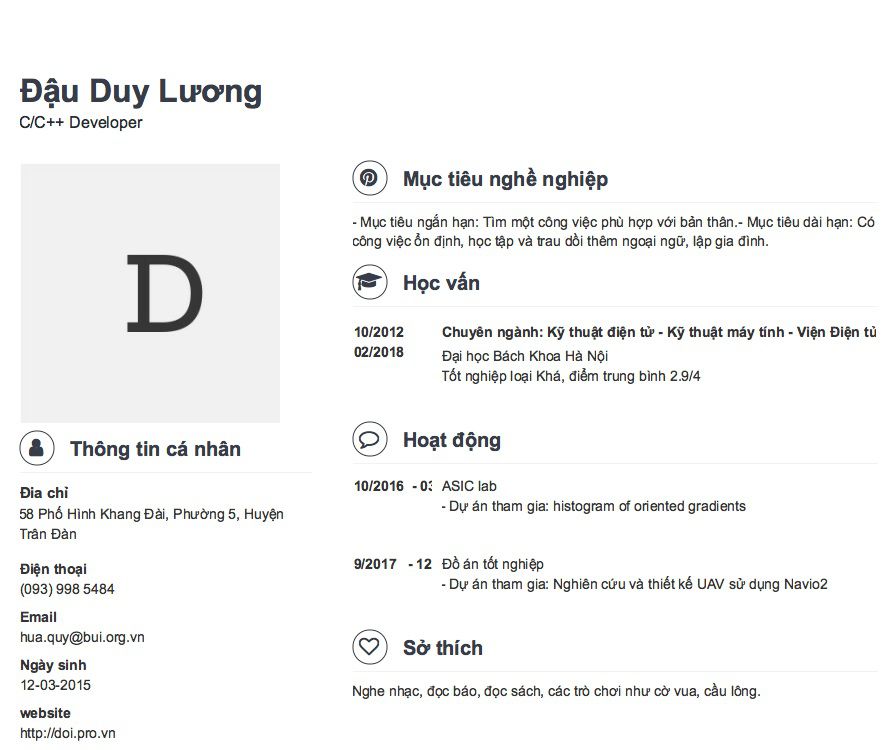 Đậu Duy Lương
C/C++ Developer
D
Thông tin cá nhân
Đia chỉ
58 Phố Hình Khang Đài, Phường 5, Huyện
Trân Đàn
Điện thoại
(093) 998 5484
Email
hua.quy@bui.org.vn
Ngày sinh
12-03-2015
website
http://doi.pro.vn
Mục tiêu nghề nghiệp
- Mục tiêu ngắn hạn: Tìm một công việc phù hợp với bản thân.- Mục tiêu dài hạn: Có
công việc ổn định, học tập và trau dồi thêm ngoại ngữ, lập gia đình.
Học vấn
10/2012
02/2018
Chuyên ngành: Kỹ thuật điện tử - Kỹ thuật máy tính - Viện Điện tử
Đại học Bách Khoa Hà Nội
Tốt nghiệp loại Khá, điểm trung bình 2.9/4
Hoạt động
10/2016 - 03 ASIC lab
- Dự án tham gia: histogram of oriented gradients
9/2017 - 12 Đồ án tốt nghiệp
- Dự án tham gia: Nghiên cứu và thiết kế UAV sử dụng Navio2
Sở thích
Nghe nhạc, đọc báo, đọc sách, các trò chơi như cờ vua, cầu lông.